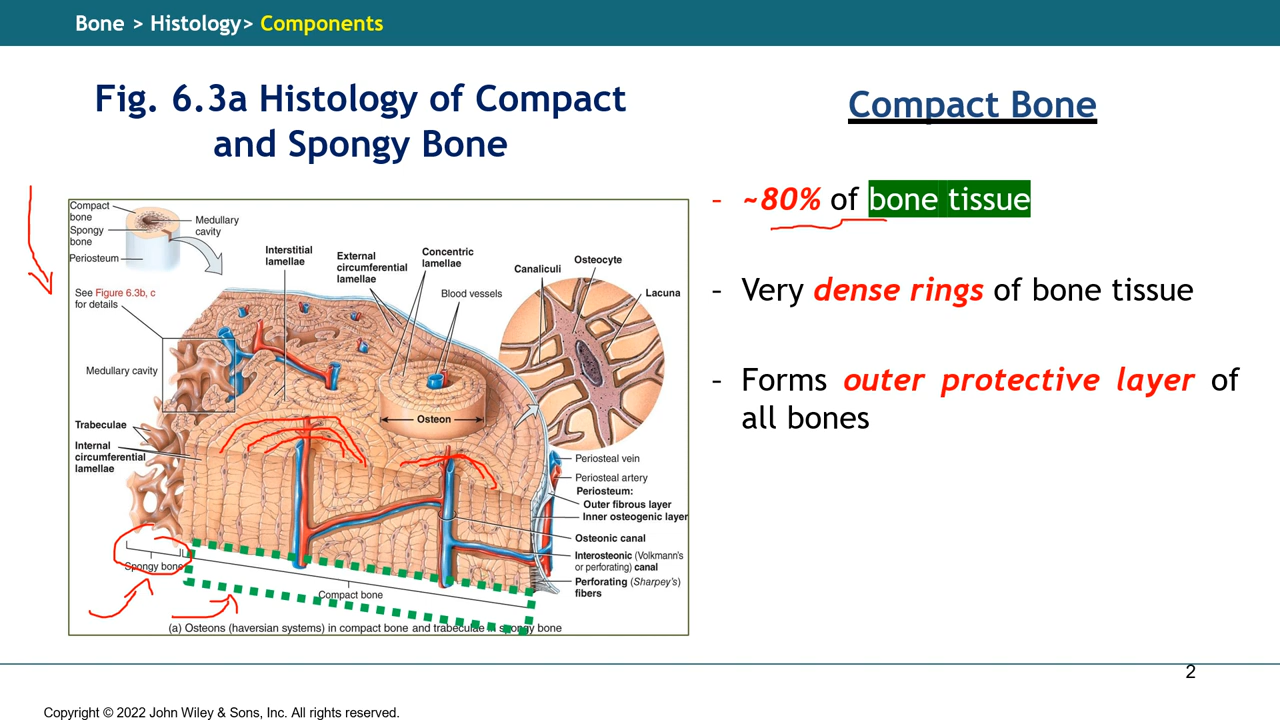 Bone > Histology> Components
Fig. 6.3a Histology of Compact
and Spongy Bone
Compact
bone
Spongy
bone
Periosteum
Medullary
cavity
See Figure 6.3b, c
for details
Medullary cavity
Trabeculae
Internal
circumferential
lamellae
Interstitial
lamellae
External
circumferential
lamellae
Concentric
lamellae
Blood vessels
Canaliculi
Osteocyte
Lacuna
Osteon
Periosteal vein
Periosteal artery
Periosteum:
Outer fibrous layer
Inner osteogenic layer
Osteonic canal
Interosteonic (Volkmann's
or perforating) canal
Perforating (Sharpey's)
fibers
Spongy bone
Compact bone
(a) Osteons (haversian systems) in compact bone and trabeculae in spongy bone
Compact Bone
- ~80% of bone tissue
- Very dense rings of bone tissue
- Forms outer protective layer of
all bones
2
Copyright © 2022 John Wiley & Sons, Inc. All rights reserved.